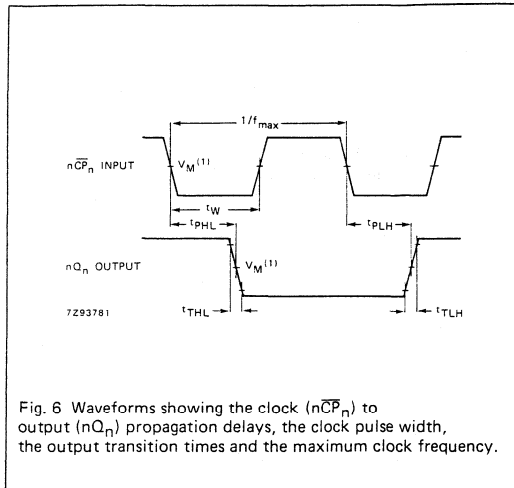 1/fmax
nC̅P̅n INPUT
VM(1)
tW
tPHL
tPLH
nQn OUTPUT
VM(1)
7Z93781
tTHL
tTLH
Fig. 6 Waveforms showing the clock (nC̅P̅n) to
output (nQn) propagation delays, the clock pulse width,
the output transition times and the maximum clock frequency.